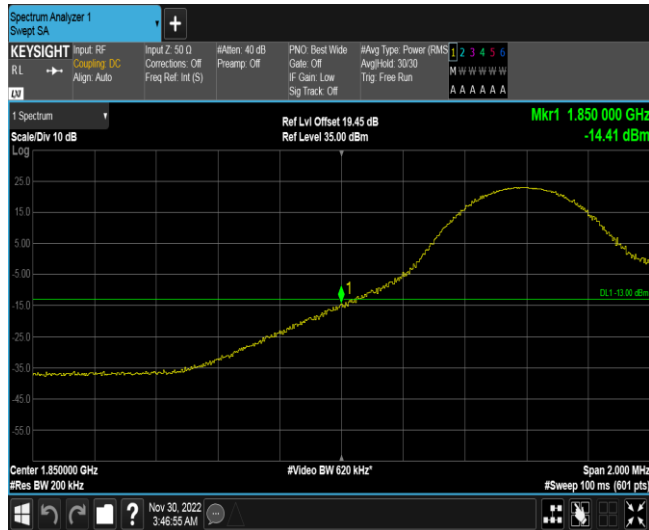 Spectrum Analyzer 1
Swept SA
+
KEYSIGHT Input: RF Input Z: 50 Ω #Atten: 40 dB PNO: Best Wide #Avg Type: Power (RMS 1 2 3 4 5 6
RL Coupling: DC Corrections: Off Preamp: Off Gate: Off Avg|Hold: 30/30 M W W W W W
Align: Auto Freq Ref: Int (S) IF Gain: Low Trig: Free Run
LXI Sig Track: Off A A A A A A
1 Spectrum Ref Lvl Offset 19.45 dB Mkr1 1.850 000 GHz
Scale/Div 10 dB Ref Level 35.00 dBm -14.41 dBm
Log
25.0
15.0
5.00
-5.00
1
DL1 -13.00 dBm
-15.0
-25.0
-35.0
-45.0
-55.0
Center 1.850000 GHz #Video BW 620 kHz* Span 2.000 MHz
#Res BW 200 kHz #Sweep 100 ms (601 pts)
? Nov 30, 2022
3:46:55 AM